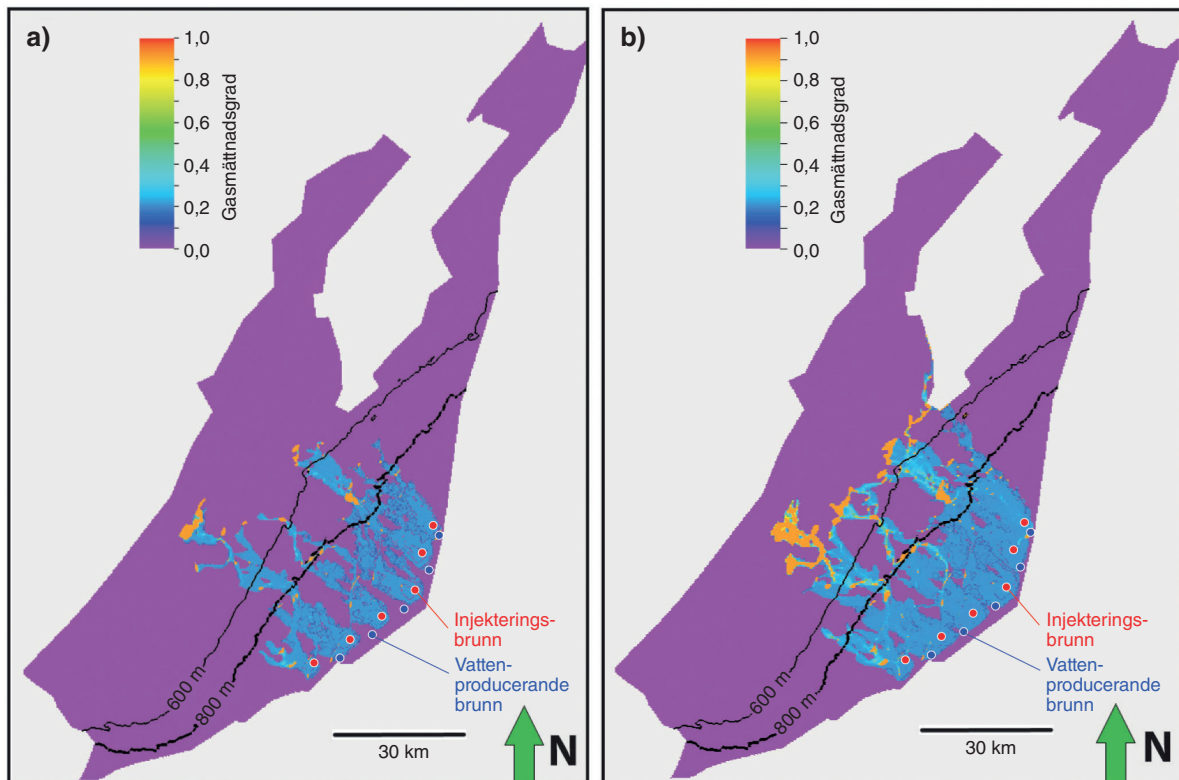 a)
1,0
0,8
0,6
0,4
0,2
0,0
Gasmättnadsgrad
600 m
800 m
Injekterings-
brunn
Vatten-
producerande
brunn
30 km
N
b)
1,0
0,8
0,6
0,4
0,2
0,0
Gasmättnadsgrad
600 m
800 m
Injekterings-
brunn
Vatten-
producerande
brunn
30 km
N